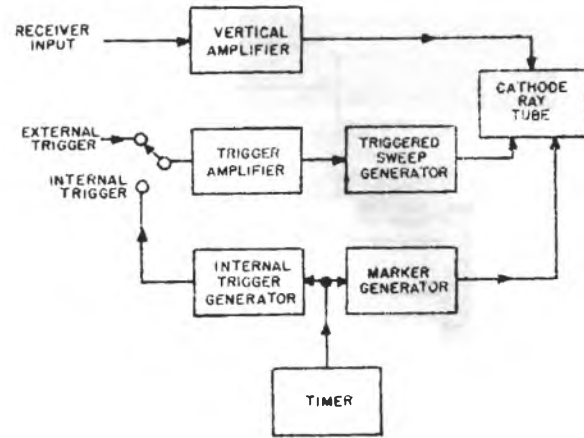 RECEIVER
INPUT
VERTICAL
AMPLIFIER
CATHODE
RAY
TUBE
EXTERNAL
TRIGGER
INTERNAL
TRIGGER
TRIGGER
AMPLIFIER
TRIGGERED
SWEEP
GENERATOR
INTERNAL
TRIGGER
GENERATOR
MARKER
GENERATOR
TIMER